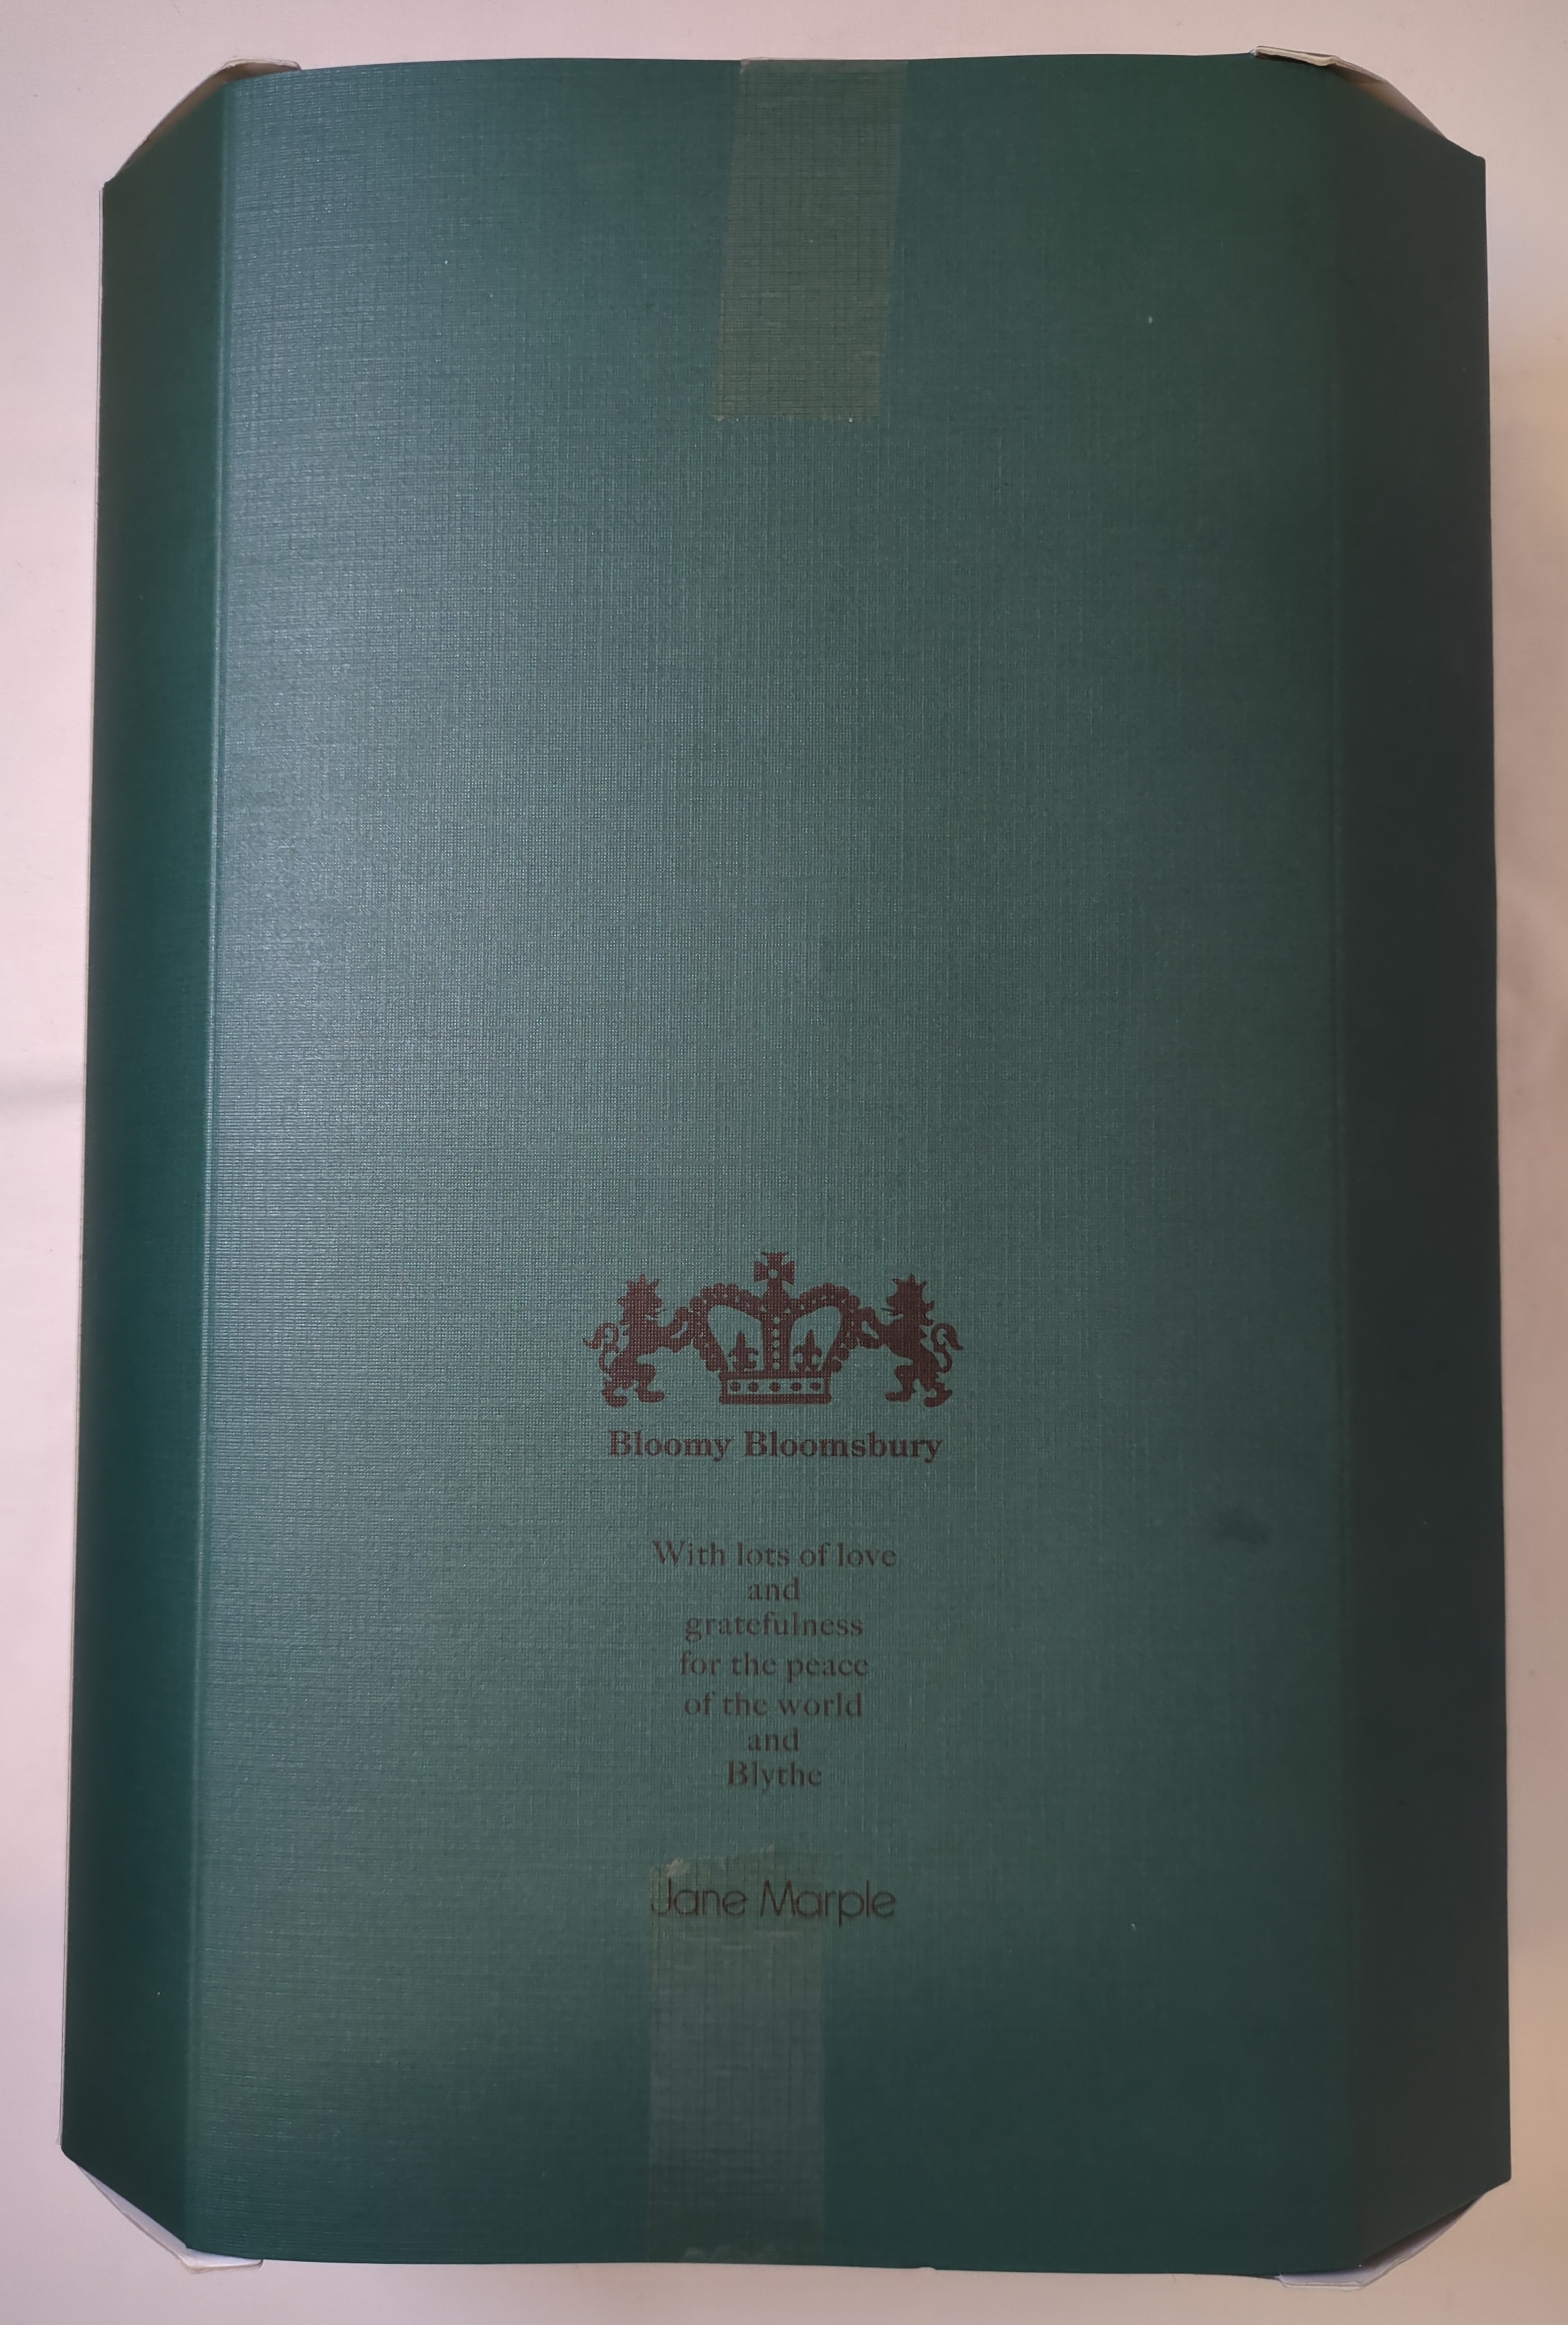 Bloomy Bloomsbury
With lots of love
and
gratefulness
for the peace
of the world
and
Blythe
Jane Marple